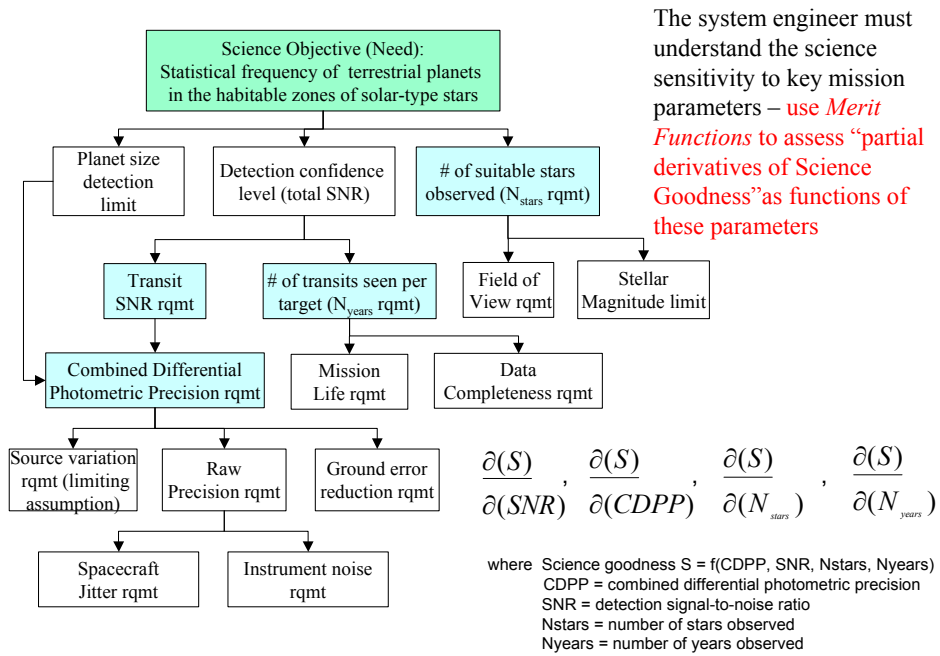 Science Objective (Need):
Statistical frequency of terrestrial planets
in the habitable zones of solar-type stars
The system engineer must
understand the science
sensitivity to key mission
parameters – use Merit
Functions to assess “partial
derivatives of Science
Goodness”as functions of
these parameters
Planet size
detection
limit
Detection confidence
level (total SNR)
# of suitable stars
observed (N_stars rqmt)
Transit
SNR rqmt
# of transits seen per
target (N_years rqmt)
Field of
View rqmt
Stellar
Magnitude limit
Combined Differential
Photometric Precision rqmt
Mission
Life rqmt
Data
Completeness rqmt
Source variation
rqmt (limiting
assumption)
Raw
Precision rqmt
Ground error
reduction rqmt
Spacecraft
Jitter rqmt
Instrument noise
rqmt
∂(S) / ∂(SNR) , ∂(S) / ∂(CDPP) , ∂(S) / ∂(N_stars) , ∂(S) / ∂(N_years)
where Science goodness S = f(CDPP, SNR, Nstars, Nyears)
CDPP = combined differential photometric precision
SNR = detection signal-to-noise ratio
Nstars = number of stars observed
Nyears = number of years observed